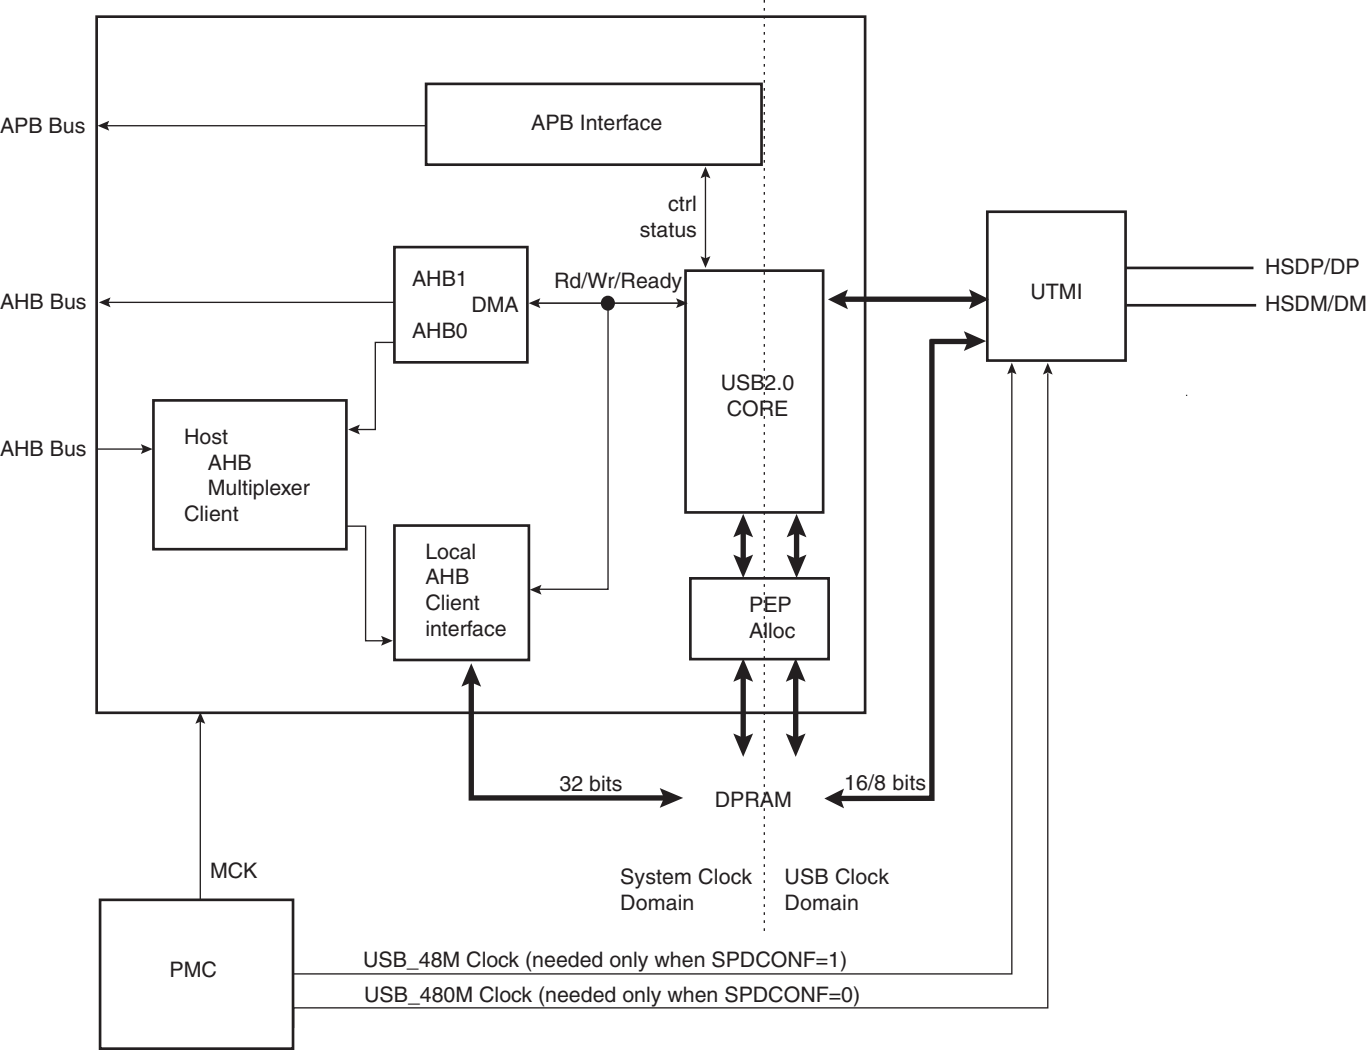 APB Bus
APB Interface
ctrl
status
AHB Bus
AHB1
DMA
AHB0
Rd/Wr/Ready
USB2.0
CORE
UTMI
HSDP/DP
HSDM/DM
AHB Bus
Host
AHB
Multiplexer
Client
Local
AHB
Client
interface
PEP
Alloc
32 bits
DPRAM
16/8 bits
MCK
System Clock
Domain
USB Clock
Domain
PMC
USB_48M Clock (needed only when SPDCONF=1)
USB_480M Clock (needed only when SPDCONF=0)